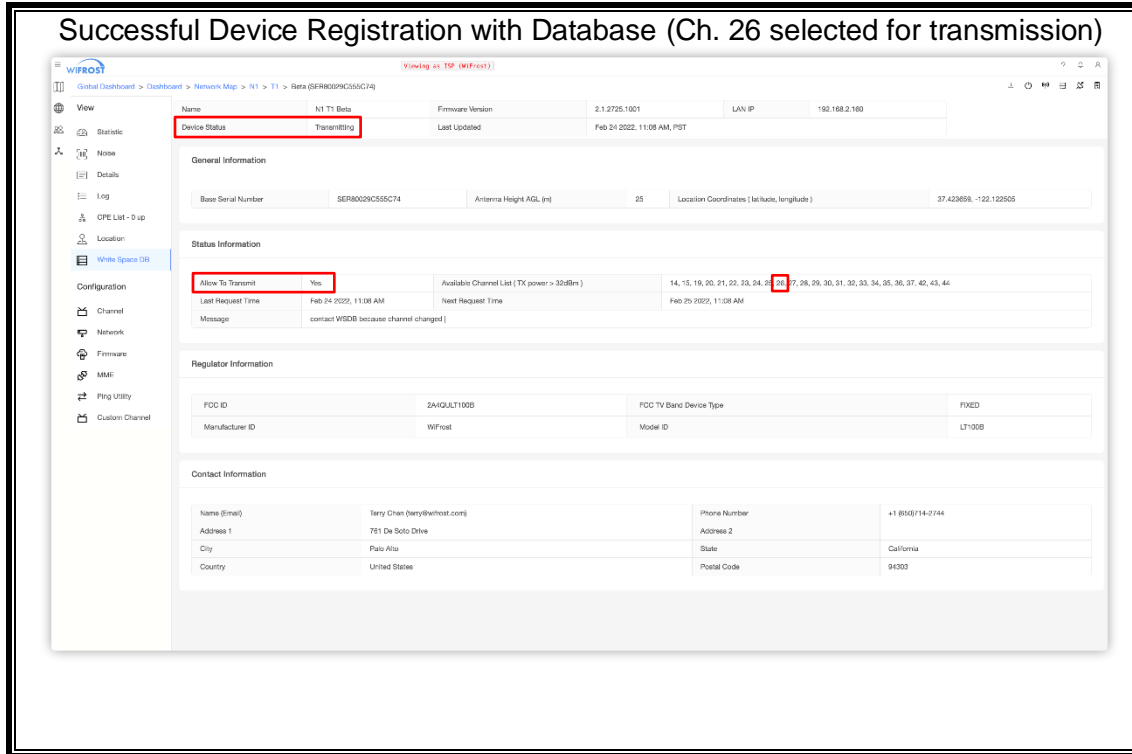 Successful Device Registration with Database (Ch. 26 selected for transmission)
WiFROST
Viewing as ISP (WiFrost)
Global Dashboard > Dashboard > Network Map > N1 > T1 > Beta (SER80029C555C74)
View
Statistic
Noise
Details
Log
CPE List - 0 up
Location
White Space DB
Configuration
Channel
Network
Firmware
MME
Ping Utility
Custom Channel
Name N1 T1 Beta Firmware Version 2.1.2725.1001 LAN IP 192.168.2.160
Device Status Transmitting Last Updated Feb 24 2022, 11:08 AM, PST
General Information
Base Serial Number SER80029C555C74 Antenna Height AGL (m) 25 Location Coordinates ( latitude, longitude ) 37.423659, -122.122505
Status Information
Allow To Transmit Yes Available Channel List ( TX power > 32dBm ) 14, 15, 19, 20, 21, 22, 23, 24, 25, 26, 27, 28, 29, 30, 31, 32, 33, 34, 35, 36, 37, 42, 43, 44
Last Request Time Feb 24 2022, 11:08 AM Next Request Time Feb 25 2022, 11:08 AM
Message contact WSDB because channel changed |
Regulator Information
FCC ID 2A4QULT100B FCC TV Band Device Type FIXED
Manufacturer ID WiFrost Model ID LT100B
Contact Information
Name (Email) Terry Chen (terry@wifrost.com) Phone Number +1 (650)714-2744
Address 1 761 De Soto Drive Address 2
City Palo Alto State California
Country United States Postal Code 94303